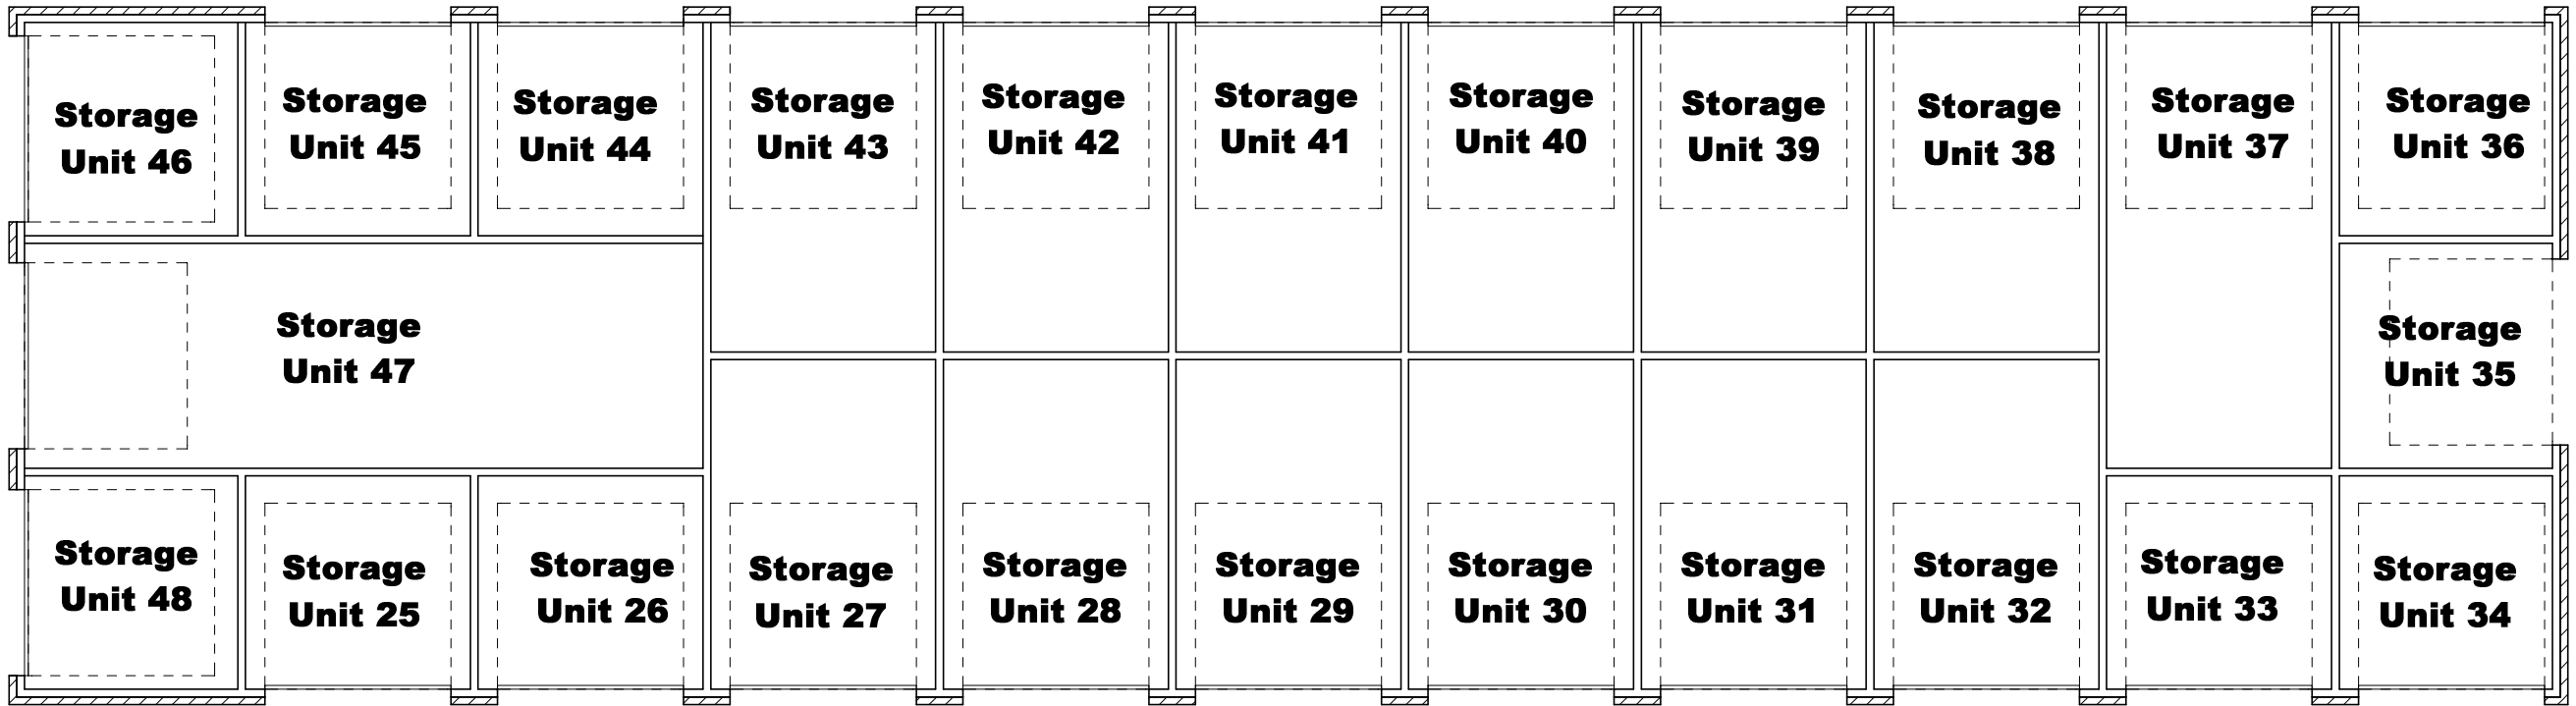 Storage
Unit 46
Storage
Unit 45
Storage
Unit 44
Storage
Unit 43
Storage
Unit 42
Storage
Unit 41
Storage
Unit 40
Storage
Unit 39
Storage
Unit 38
Storage
Unit 37
Storage
Unit 36
Storage
Unit 47
Storage
Unit 35
Storage
Unit 48
Storage
Unit 25
Storage
Unit 26
Storage
Unit 27
Storage
Unit 28
Storage
Unit 29
Storage
Unit 30
Storage
Unit 31
Storage
Unit 32
Storage
Unit 33
Storage
Unit 34